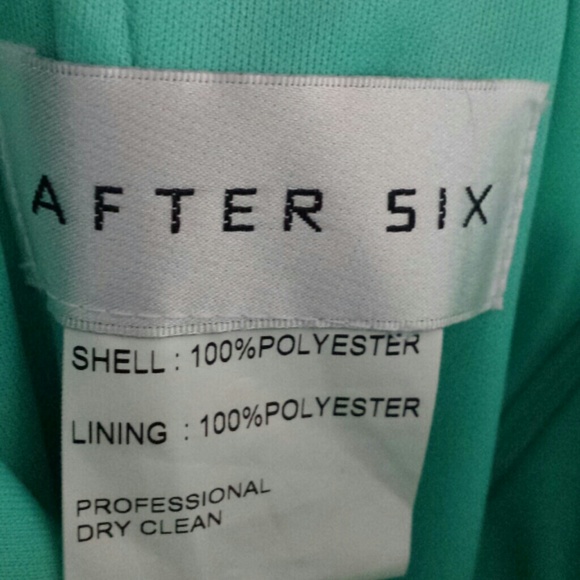 AFTER SIX
SHELL : 100%POLYESTER
LINING : 100%POLYESTER
PROFESSIONAL
DRY CLEAN